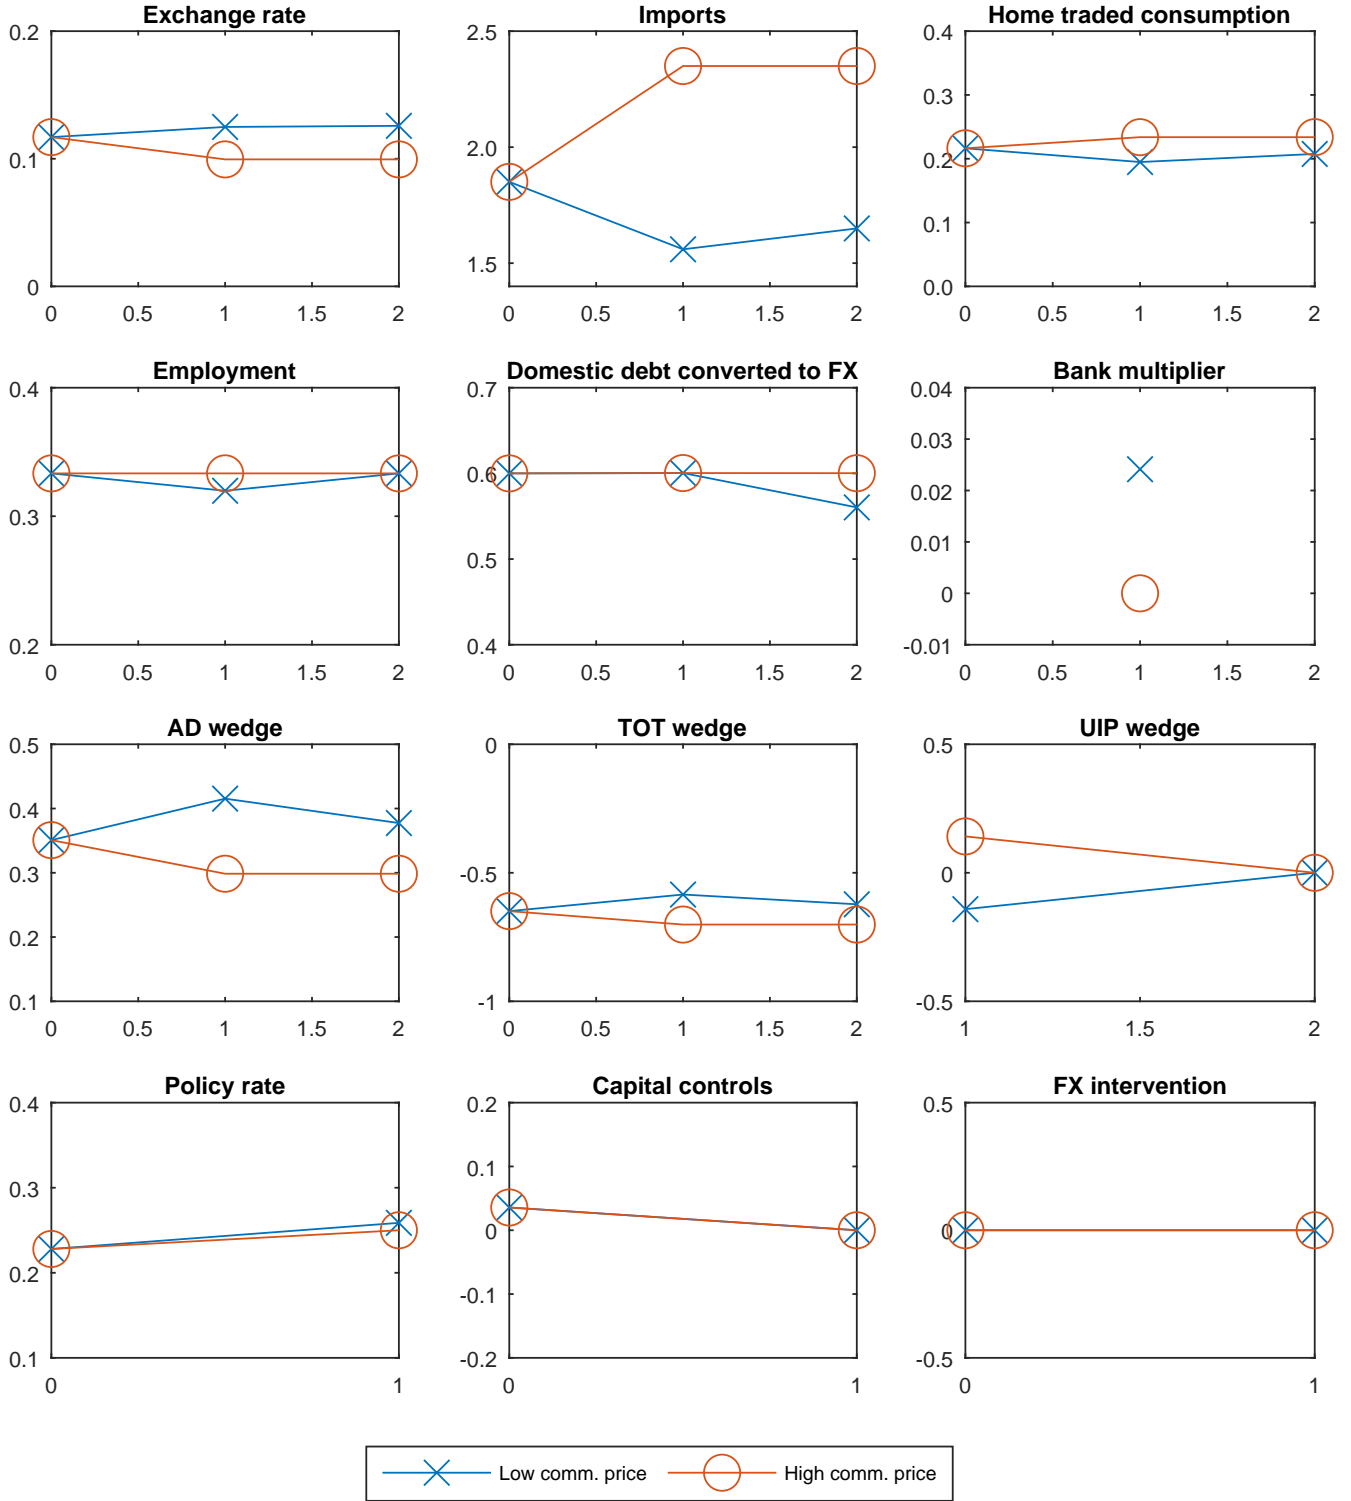 Exchange rate
0.2
0.1
0
0 0.5 1 1.5 2
Imports
2.5
2.0
1.5
0 0.5 1 1.5 2
Home traded consumption
0.4
0.3
0.2
0.1
0.0
0 0.5 1 1.5 2
Employment
0.4
0.3
0.2
0 0.5 1 1.5 2
Domestic debt converted to FX
0.7
0.6
0.5
0.4
0 0.5 1 1.5 2
Bank multiplier
0.04
0.03
0.02
0.01
0
-0.01
0 0.5 1 1.5 2
AD wedge
0.5
0.4
0.3
0.2
0.1
0 0.5 1 1.5 2
TOT wedge
0
-0.5
-1
0 0.5 1 1.5 2
UIP wedge
0.5
0
-0.5
1 1.5 2
Policy rate
0.4
0.3
0.2
0.1
0 1
Capital controls
0.2
0.1
0
-0.1
-0.2
0 1
FX intervention
0.5
0
-0.5
0 1
Low comm. price High comm. price